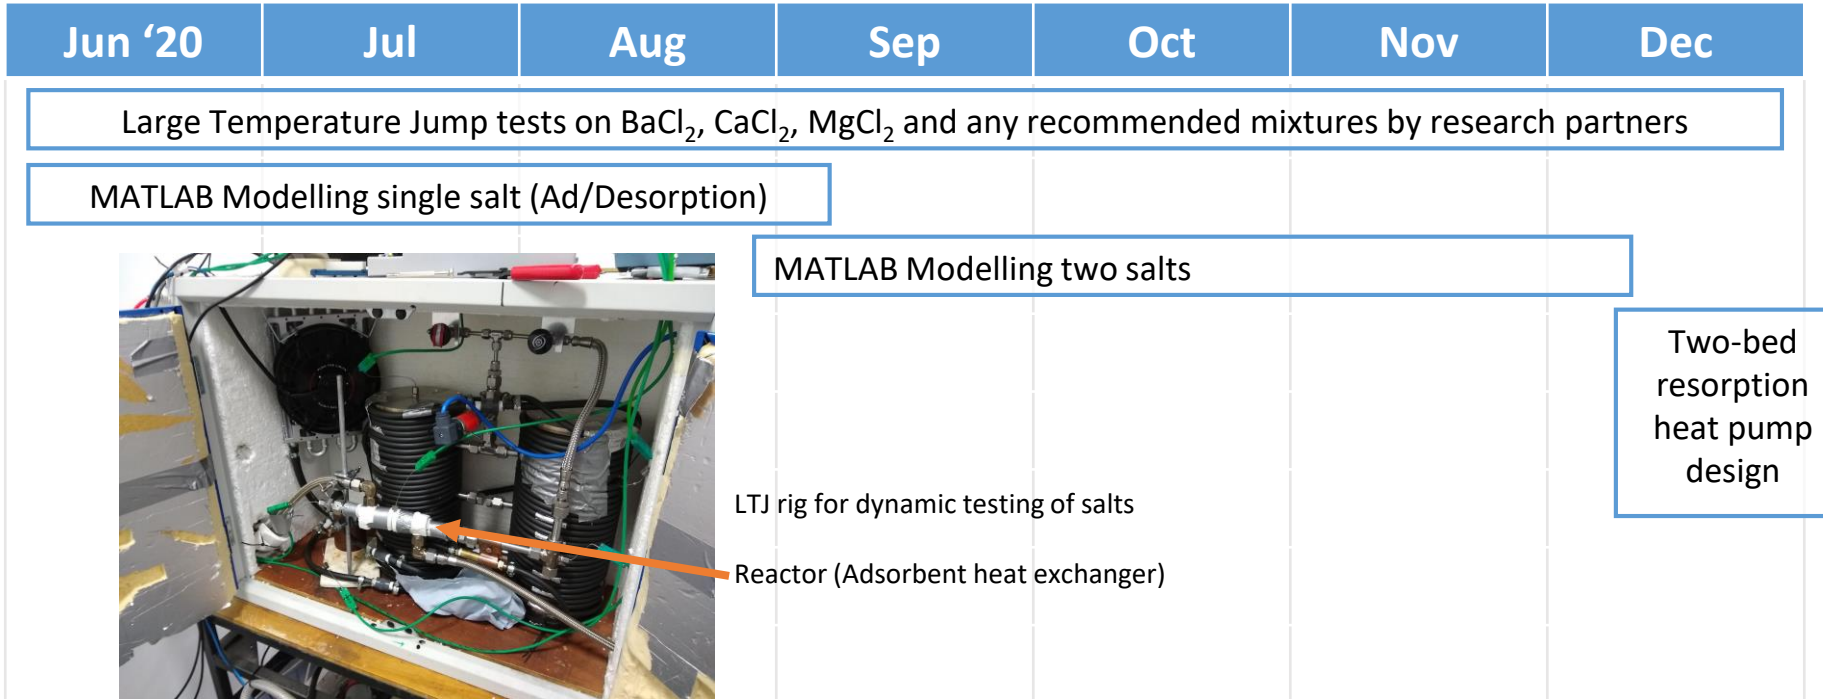 Jun ‘20 Jul Aug Sep Oct Nov Dec
Large Temperature Jump tests on BaCl₂, CaCl₂, MgCl₂ and any recommended mixtures by research partners
MATLAB Modelling single salt (Ad/Desorption)
MATLAB Modelling two salts
Two-bed
resorption
heat pump
design
LTJ rig for dynamic testing of salts
Reactor (Adsorbent heat exchanger)